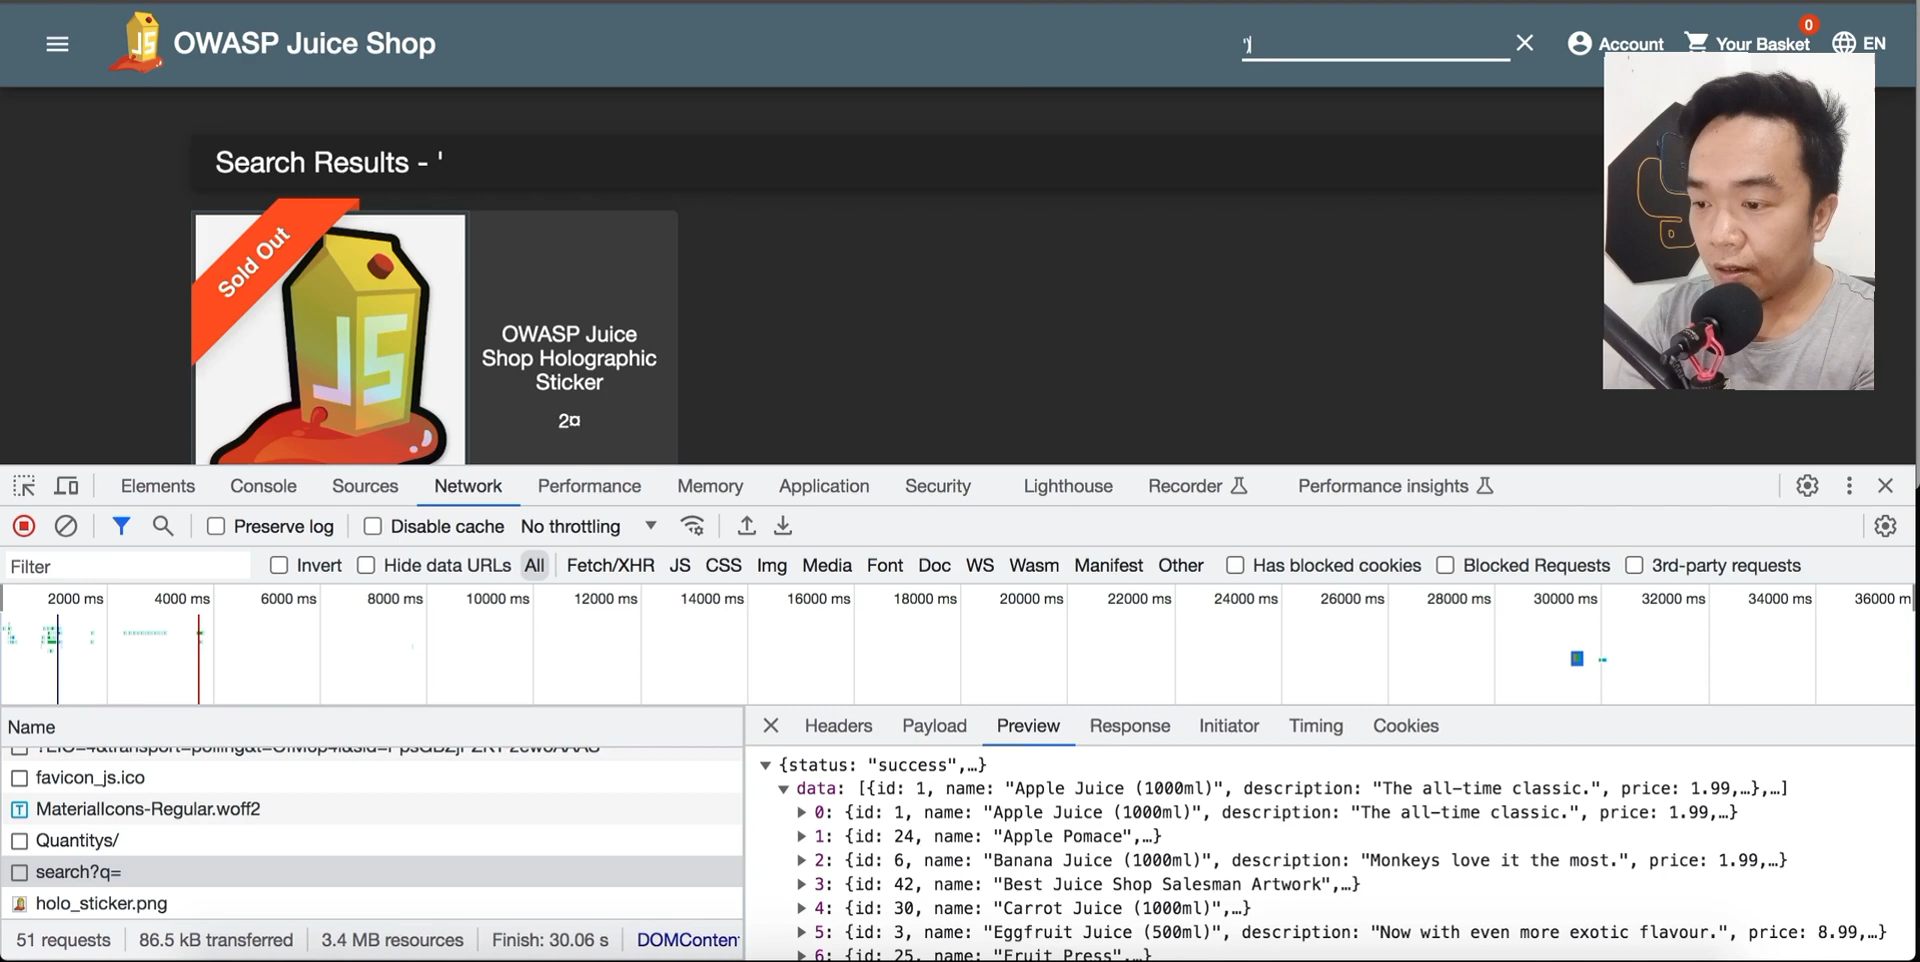 OWASP Juice Shop
')
Account
Your Basket
0
EN
Search Results - '
Sold Out
JS
OWASP Juice
Shop Holographic
Sticker
2¤
Elements Console Sources Network Performance Memory Application Security Lighthouse Recorder Performance insights
Preserve log Disable cache No throttling
Filter Invert Hide data URLs All Fetch/XHR JS CSS Img Media Font Doc WS Wasm Manifest Other Has blocked cookies Blocked Requests 3rd-party requests
2000 ms 4000 ms 6000 ms 8000 ms 10000 ms 12000 ms 14000 ms 16000 ms 18000 ms 20000 ms 22000 ms 24000 ms 26000 ms 28000 ms 30000 ms 32000 ms 34000 ms 36000 m
Name
favicon_js.ico
MaterialIcons-Regular.woff2
Quantitys/
search?q=
holo_sticker.png
51 requests 86.5 kB transferred 3.4 MB resources Finish: 30.06 s DOMConten
Headers Payload Preview Response Initiator Timing Cookies
{status: "success",…}
data: [{id: 1, name: "Apple Juice (1000ml)", description: "The all-time classic.", price: 1.99,…},…]
0: {id: 1, name: "Apple Juice (1000ml)", description: "The all-time classic.", price: 1.99,…}
1: {id: 24, name: "Apple Pomace",…}
2: {id: 6, name: "Banana Juice (1000ml)", description: "Monkeys love it the most.", price: 1.99,…}
3: {id: 42, name: "Best Juice Shop Salesman Artwork",…}
4: {id: 30, name: "Carrot Juice (1000ml)",…}
5: {id: 3, name: "Eggfruit Juice (500ml)", description: "Now with even more exotic flavour.", price: 8.99,…}
6: {id: 25, name: "Fruit Press",…}